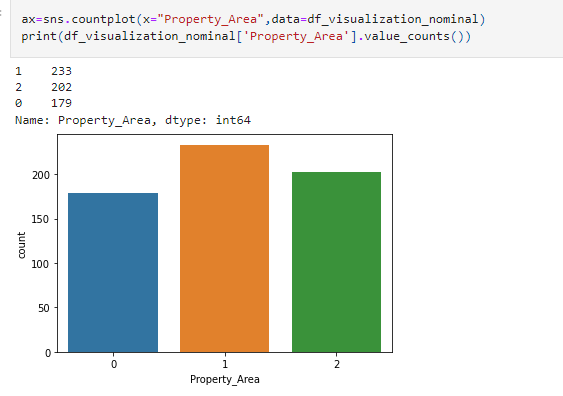 ax=sns.countplot(x="Property_Area",data=df_visualization_nominal)
print(df_visualization_nominal['Property_Area'].value_counts())
1    233
2    202
0    179
Name: Property_Area, dtype: int64
200
150
100
50
0
count
0 1 2
Property_Area